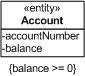 «entity»
Account
-accountNumber
-balance
{balance >= 0}